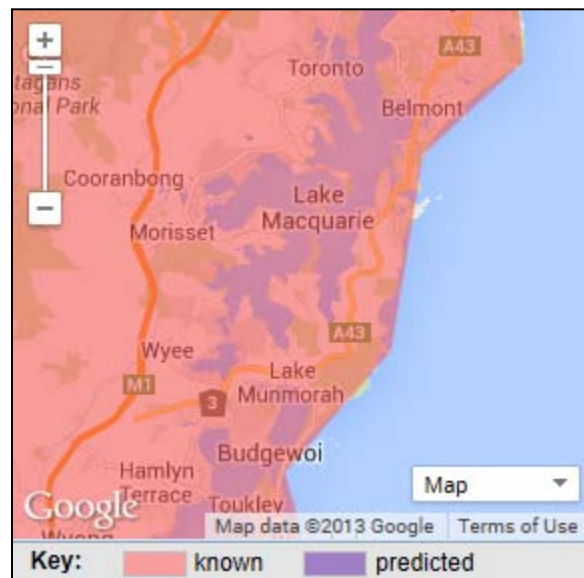 +
A43
Toronto
tagans
onal Park
Belmont
−
Cooranbong
Lake
Macquarie
Morisset
A43
Wyee
Lake
Munmorah
M1
3
Budgewoi
Hamlyn
Terrace
Map
Google
Toukley
Map data ©2013 Google
Terms of Use
Wyong
Key: known predicted